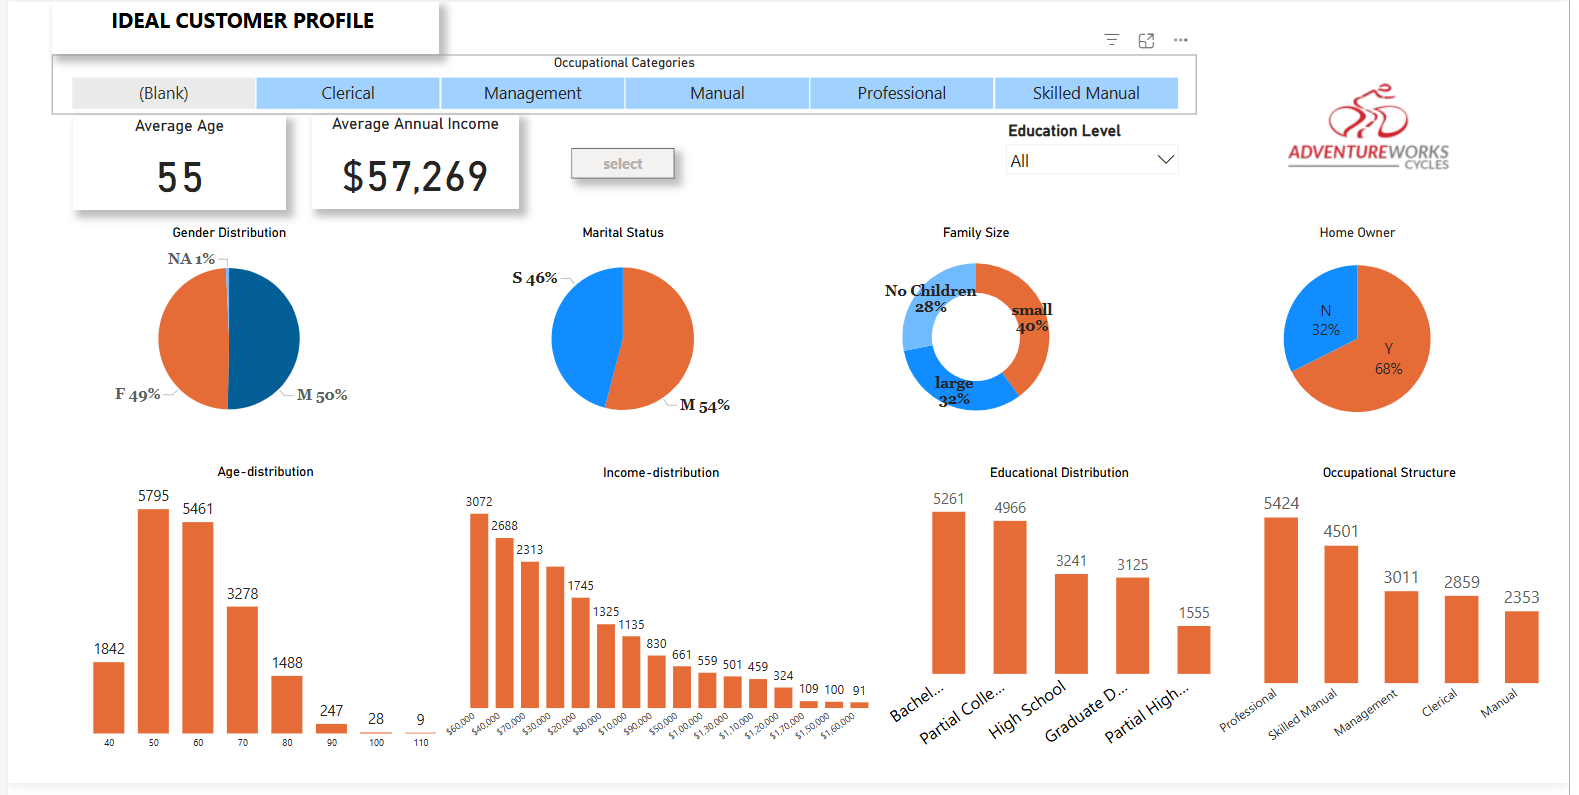 IDEAL CUSTOMER PROFILE
Occupational Categories
(Blank) Clerical Management Manual Professional Skilled Manual
Average Age
55
Average Annual Income
$57,269
select
Education Level
All
ADVENTUREWORKS
CYCLES
Gender Distribution
NA 1%
F 49%
M 50%
Marital Status
S 46%
M 54%
Family Size
No Children
28%
small
40%
large
32%
Home Owner
N
32%
Y
68%
Age-distribution
1842 5795 5461 3278 1488 247 28 9
40 50 60 70 80 90 100 110
Income-distribution
3072 2688 2313 1745 1325 1135 830 661 559 501 459 324 109 100 91
$60,000 $40,000 $70,000 $30,000 $20,000 $80,000 $10,000 $90,000 $50,000 $1,00,000 $1,30,000 $1,10,000 $1,20,000 $1,70,000 $1,50,000 $1,60,000
Educational Distribution
5261 4966 3241 3125 1555
Bachel... Partial Colle... High School Graduate D... Partial High...
Occupational Structure
5424 4501 3011 2859 2353
Professional Skilled Manual Management Clerical Manual